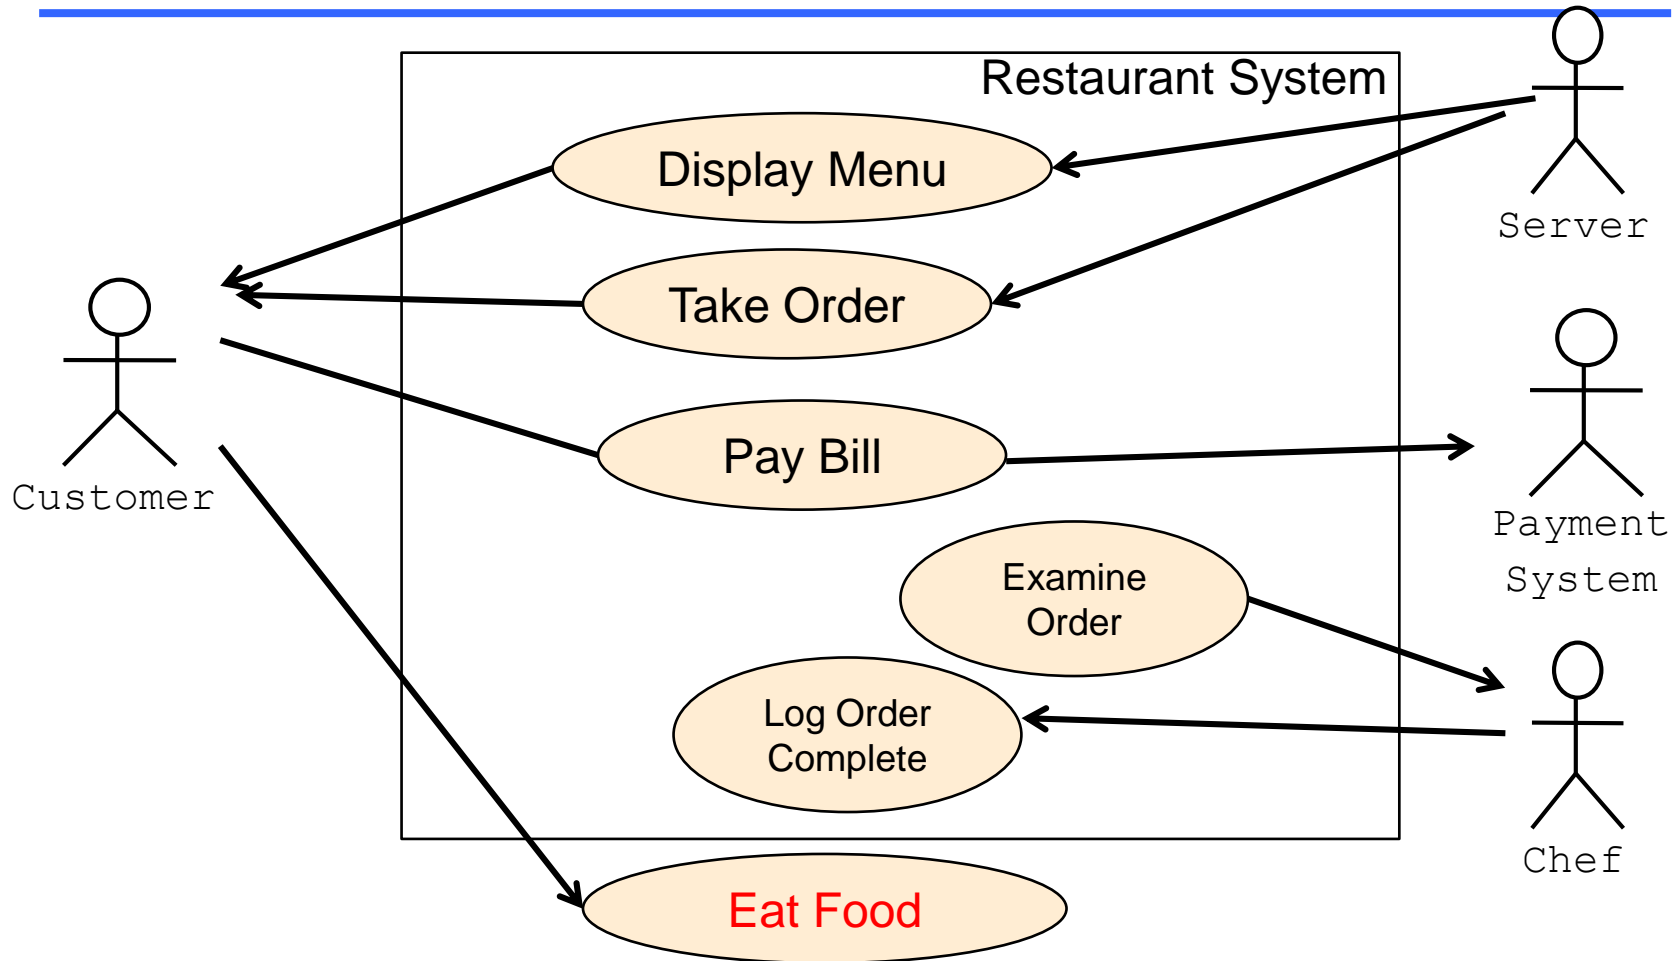 Restaurant System
Display Menu
Server
Take Order
Pay Bill
Customer
Payment
System
Examine
Order
Log Order
Complete
Chef
Eat Food